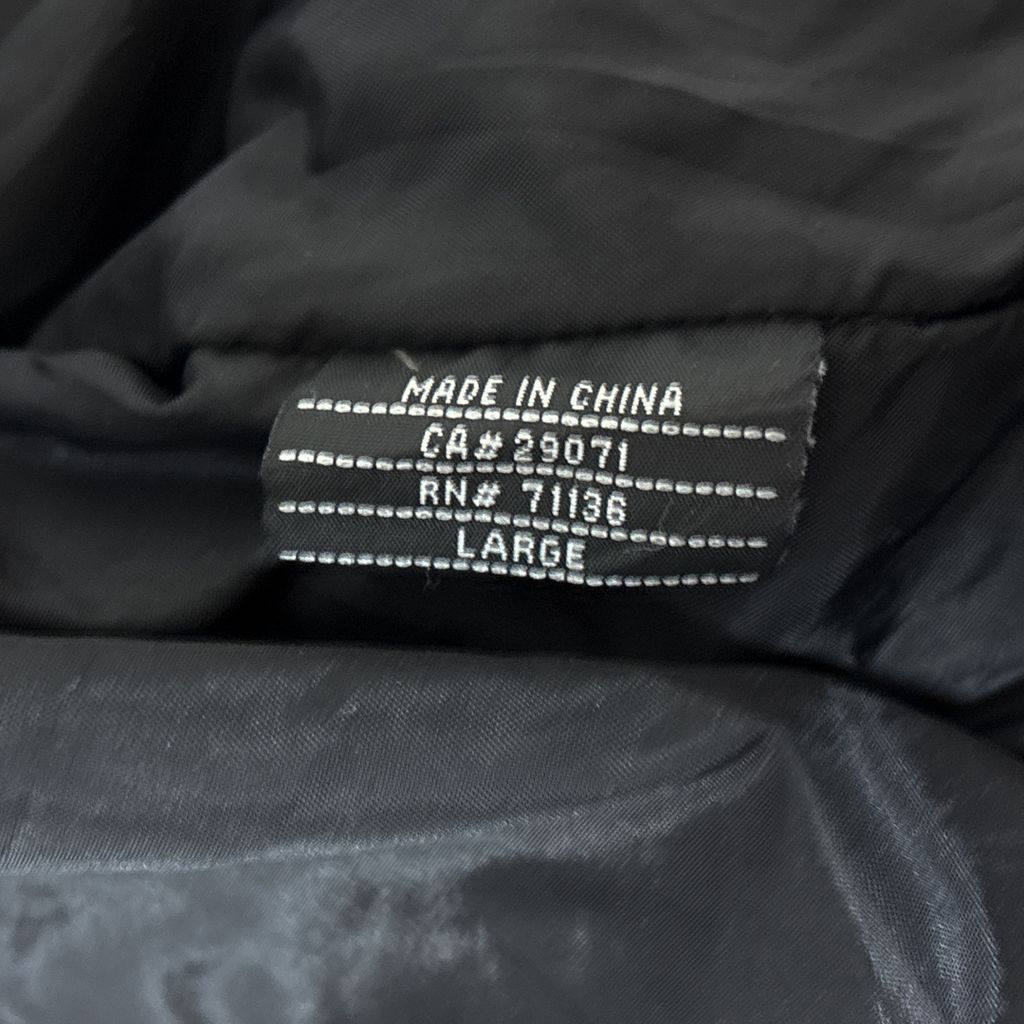 MADE IN CHINA
CA# 29071
RN# 71136
LARGE